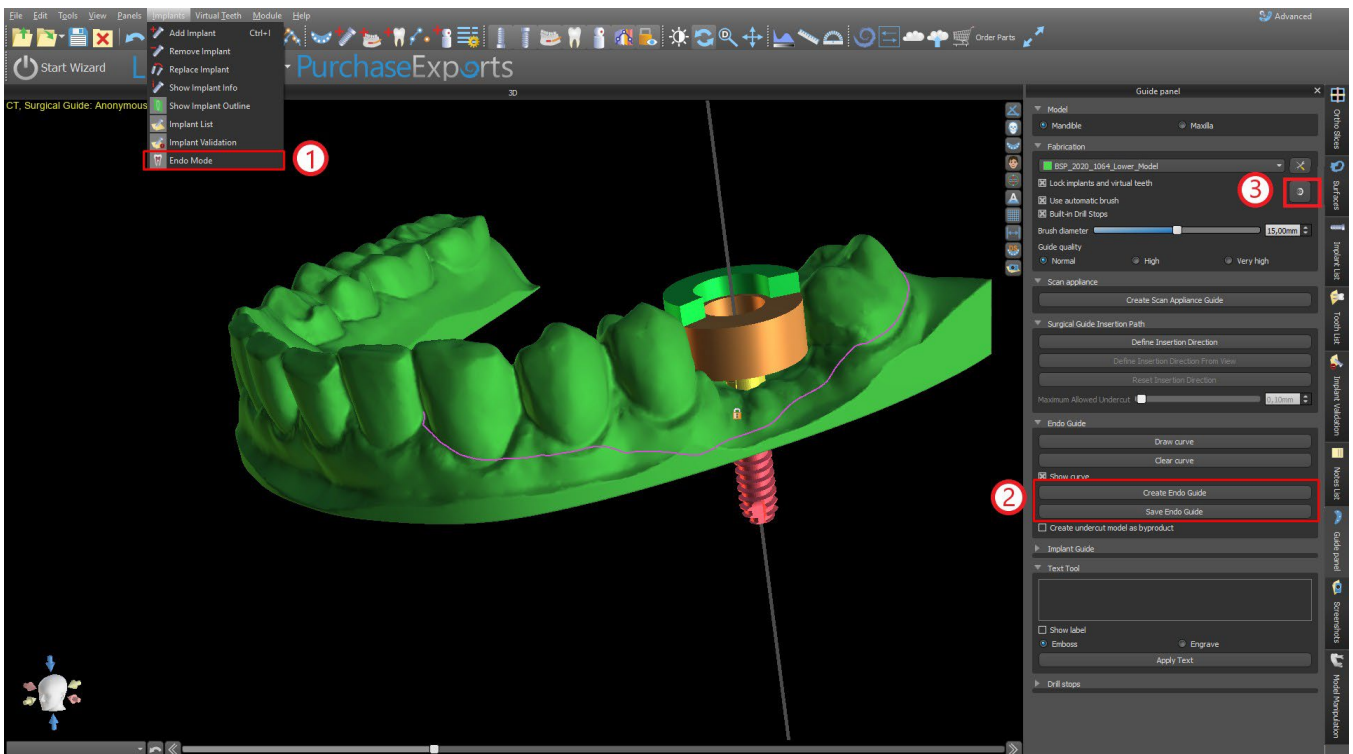 File Edit Tools View Panels Implants Virtual Teeth Module Help
Advanced
Order Parts
Start Wizard
L
PurchaseExports
Add Implant Ctrl+I
Remove Implant
Replace Implant
Show Implant Info
Show Implant Outline
Implant List
Implant Validation
Endo Mode
1
3D
CT, Surgical Guide: Anonymous
Guide panel
Model
Mandible Maxilla
Fabrication
BSP_2020_1064_Lower_Model
Lock implants and virtual teeth
3
Use automatic brush
Built-in Drill Stops
Brush diameter 15,00mm
Guide quality
Normal High Very high
Scan appliance
Create Scan Appliance Guide
Surgical Guide Insertion Path
Define Insertion Direction
Define Insertion Direction From View
Reset Insertion Direction
Maximum Allowed Undercut 0,10mm
Endo Guide
Draw curve
Clear curve
Show curve
2
Create Endo Guide
Save Endo Guide
Create undercut model as byproduct
Implant Guide
Text Tool
Show label
Emboss Engrave
Apply Text
Drill stops
Ortho Slices
Surfaces
Implant List
Tooth List
Implant Validation
Notes List
Guide panel
Screenshots
Model Manipulation